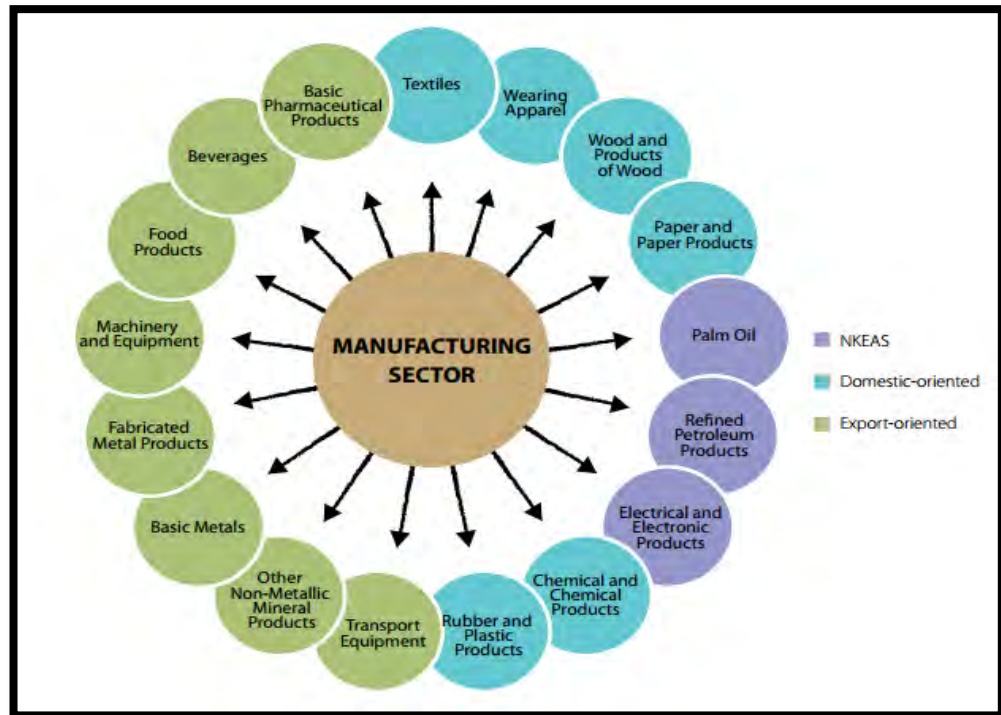 Textiles
Wearing
Apparel
Wood and
Products
of Wood
Paper and
Paper Products
Palm Oil
Refined
Petroleum
Products
Electrical and
Electronic
Products
Chemical and
Chemical
Products
Rubber and
Plastic
Products
Transport
Equipment
Other
Non-Metallic
Mineral
Products
Basic Metals
Fabricated
Metal Products
Machinery
and Equipment
Food
Products
Beverages
Basic
Pharmaceutical
Products
MANUFACTURING
SECTOR
NKEAS
Domestic-oriented
Export-oriented